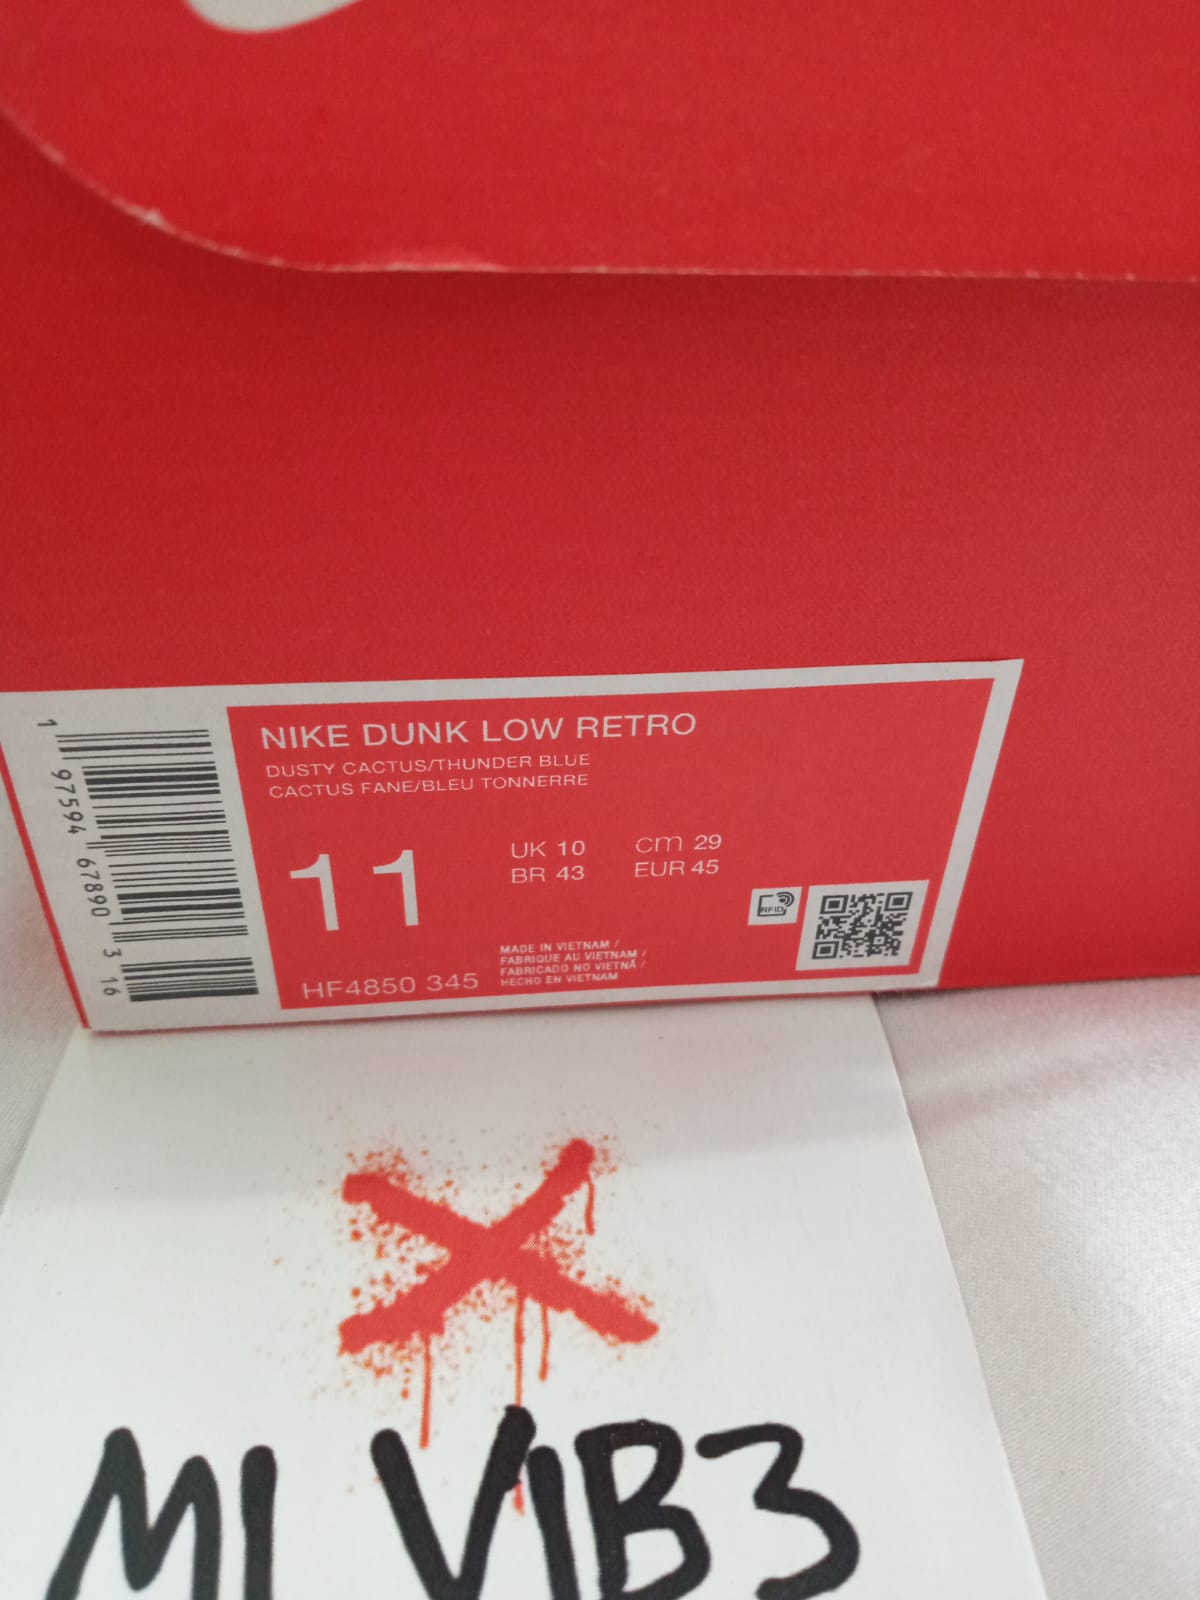 NIKE DUNK LOW RETRO
DUSTY CACTUS/THUNDER BLUE
CACTUS FANE/BLEU TONNERRE
11
UK 10
cm 29
BR 43
EUR 45
RFID
MADE IN VIETNAM /
FABRIQUE AU VIETNAM /
FABRICADO NO VIETNÃ /
HECHO EN VIETNAM
HF4850 345
1 97594 67890 3 16
MI VIB3